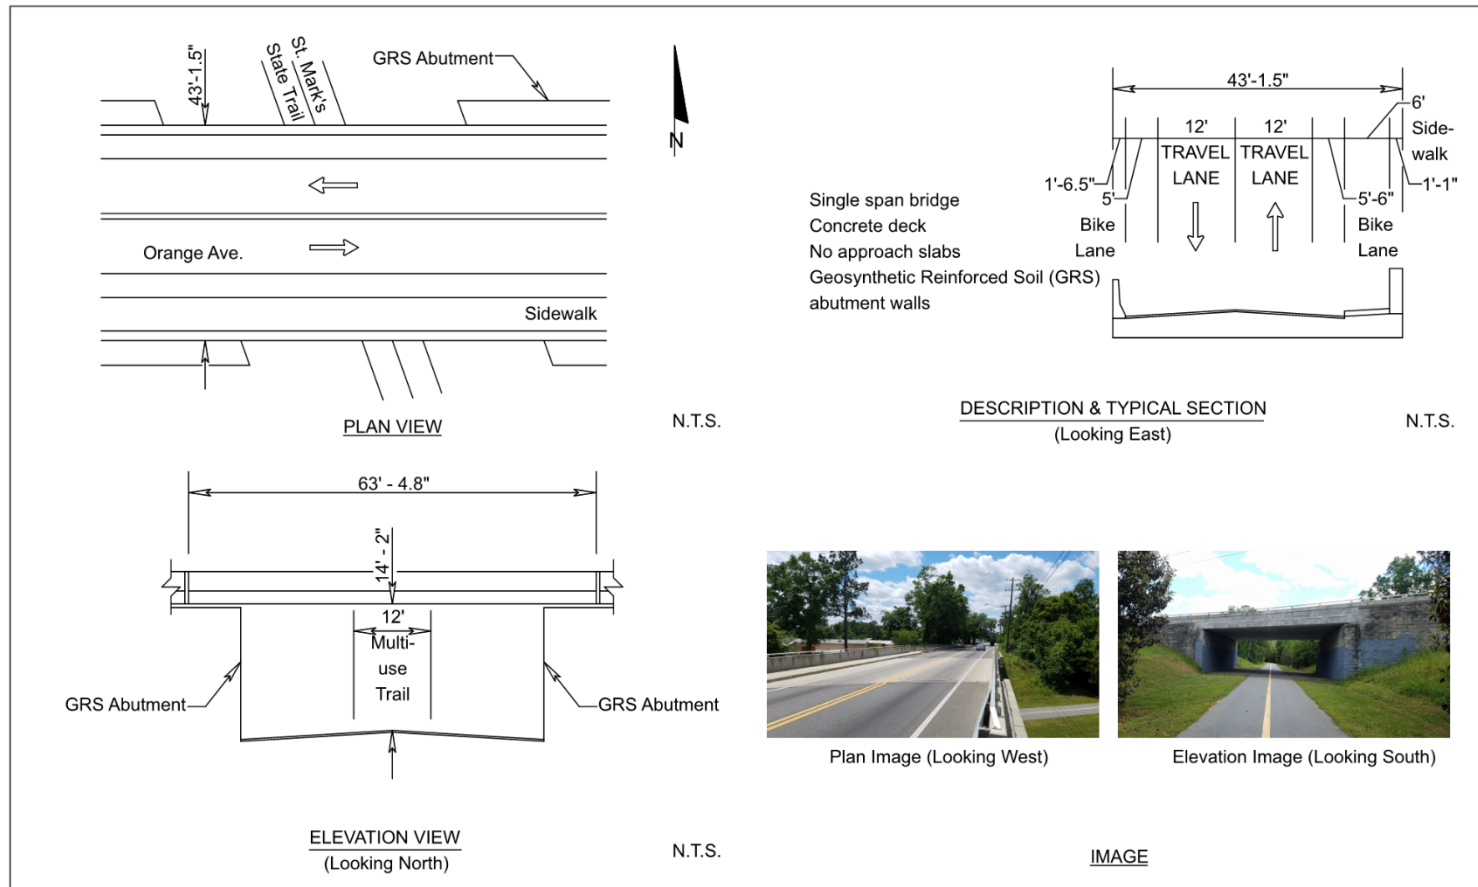 43'-1.5"
St. Mark's
State Trail
GRS Abutment
N
Orange Ave.
Sidewalk
PLAN VIEW
N.T.S.
Single span bridge
Concrete deck
No approach slabs
Geosynthetic Reinforced Soil (GRS)
abutment walls
43'-1.5"
6'
Side-
walk
12'
12'
TRAVEL
LANE
TRAVEL
LANE
1'-6.5"
5'
Bike
Lane
5'-6"
Bike
Lane
1'-1"
DESCRIPTION & TYPICAL SECTION
(Looking East)
N.T.S.
63' - 4.8"
14' - 2"
12'
Multi-
use
Trail
GRS Abutment
GRS Abutment
ELEVATION VIEW
(Looking North)
N.T.S.
Plan Image (Looking West)
Elevation Image (Looking South)
IMAGE